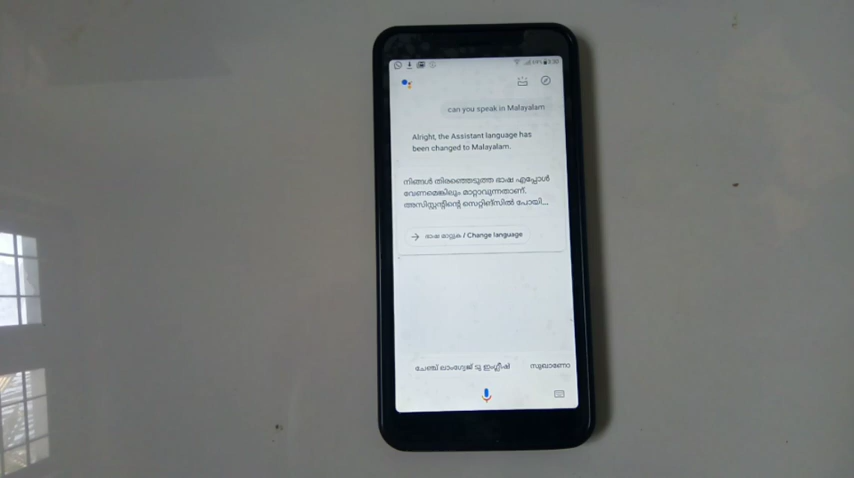 can you speak in Malayalam
Alright, the Assistant language has
been changed to Malayalam.
നിങ്ങൾ തിരഞ്ഞെടുത്ത ഭാഷ എപ്പോൾ
വേണമെങ്കിലും മാറ്റാവുന്നതാണ്.
അസിസ്റ്റന്റിന്റെ സെറ്റിങ്സിൽ പോയി...
ഭാഷ മാറ്റുക / Change language
ചേഞ്ച് ലാംഗ്വേജ് ടു ഇംഗ്ലീഷ്
സുഖാണോ